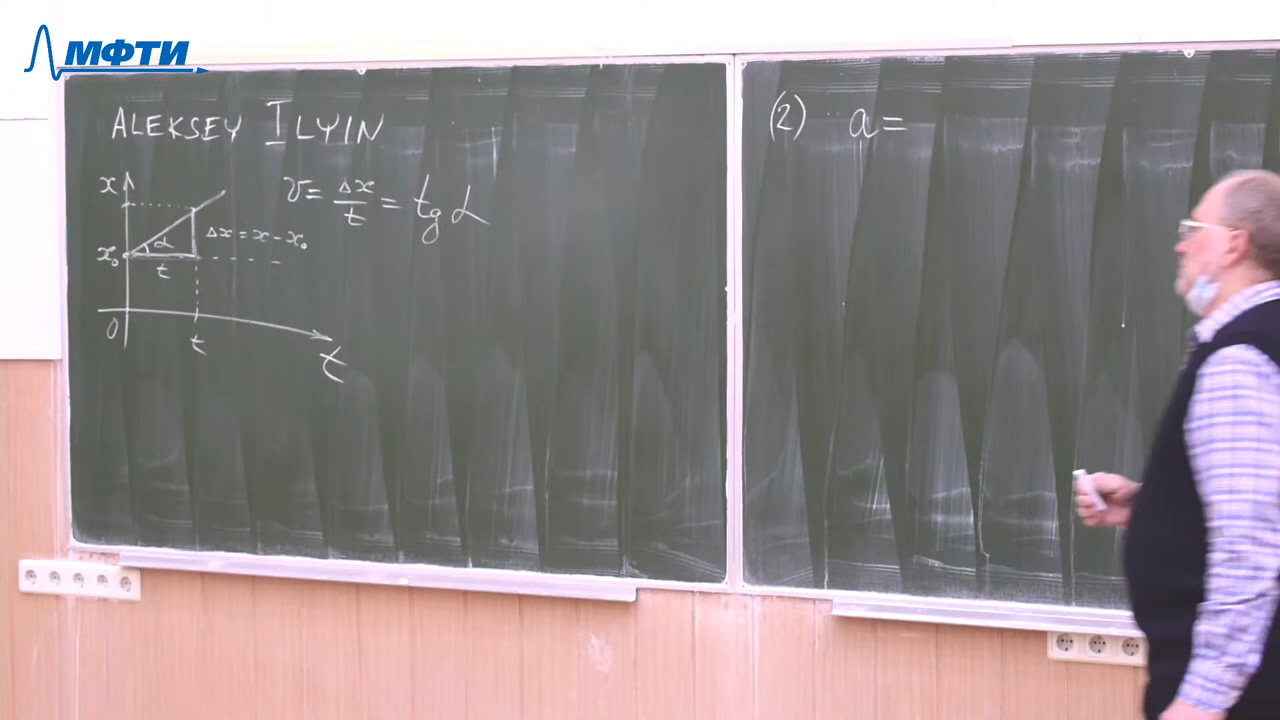 МФТИ
ALEKSEY ILYIN
x
v = Δx/t = tg α
Δx = x - x₀
α
x₀
t
0
t
t
(2) a =